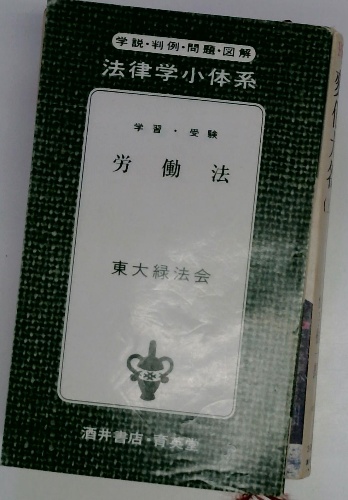 学説・判例・問題・図解
法律学小体系
学習・受験
労働法
東大緑法会
酒井書店・育英堂